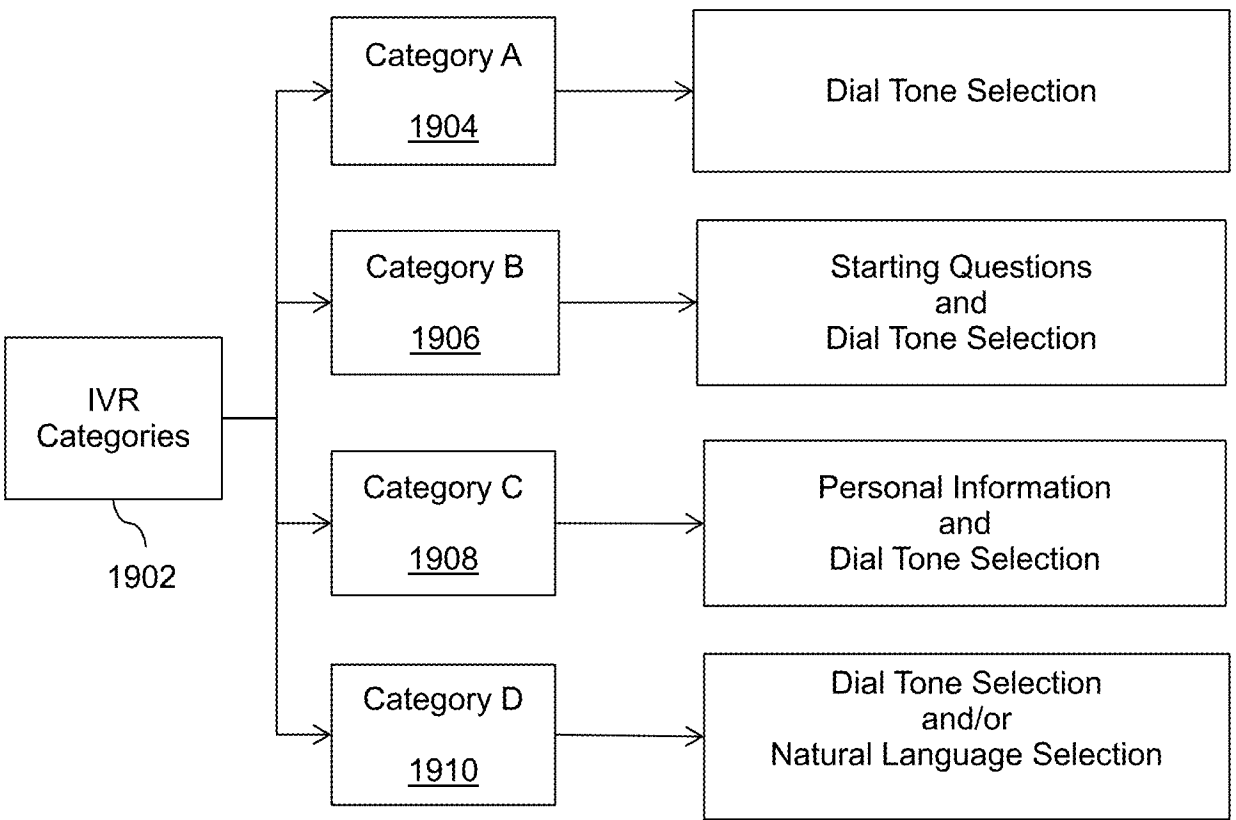 Category A
1904
Dial Tone Selection
Category B
1906
Starting Questions
and
Dial Tone Selection
IVR
Categories
1902
Category C
1908
Personal Information
and
Dial Tone Selection
Category D
1910
Dial Tone Selection
and/or
Natural Language Selection